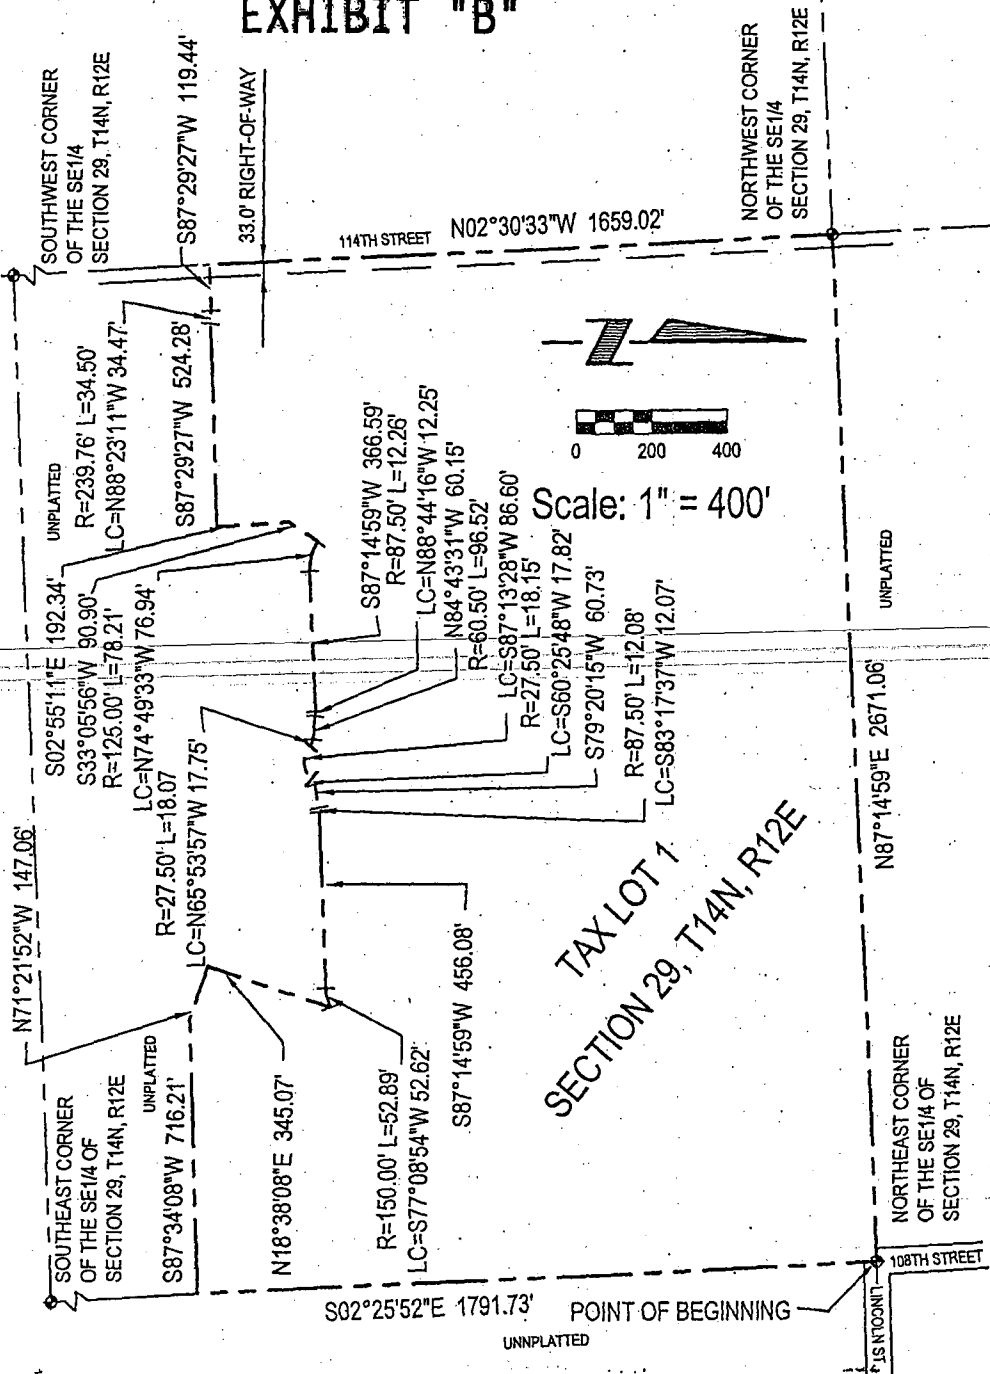 EXHIBIT "B"
SOUTHWEST CORNER
OF THE SE1/4
SECTION 29, T14N, R12E
S87°29'27"W 119.44'
33.0' RIGHT-OF-WAY
NORTHWEST CORNER
OF THE SE1/4
SECTION 29, T14N, R12E
114TH STREET
N02°30'33"W 1659.02'
UNPLATTED
R=239.76' L=34.50'
LC=N88°23'11"W 34.47'
S87°29'27"W 524.28'
0 200 400
Scale: 1" = 400'
S02°55'11"E 192.34'
S33°05'56"W 90.90'
R=125.00' L=78.21'
LC=N74°49'33"W 76.94'
R=27.50' L=18.07
LC=N65°53'57"W 17.75'
S87°14'59"W 366.59'
R=87.50' L=12.26'
LC=N88°44'16"W 12.25'
N84°43'31"W 60.15'
R=60.50' L=96.52'
LC=S87°13'28"W 86.60'
R=27.50' L=18.15'
LC=S60°25'48"W 17.82'
S79°20'15"W 60.73'
R=87.50' L=12.08'
LC=S83°17'37"W 12.07'
UNPLATTED
N87°14'59"E 2671.06'
N71°21'52"W 147.06'
TAX LOT 1
SECTION 29, T14N, R12E
S87°14'59"W 456.08'
SOUTHEAST CORNER
OF THE SE1/4 OF
SECTION 29, T14N, R12E
UNPLATTED
S87°34'08"W 716.21'
N18°38'08"E 345.07'
R=150.00' L=52.89'
LC=S77°08'54"W 52.62'
NORTHEAST CORNER
OF THE SE1/4 OF
SECTION 29, T14N, R12E
S02°25'52"E 1791.73'
POINT OF BEGINNING
UNNPLATTED
108TH STREET
LINCOLN ST.